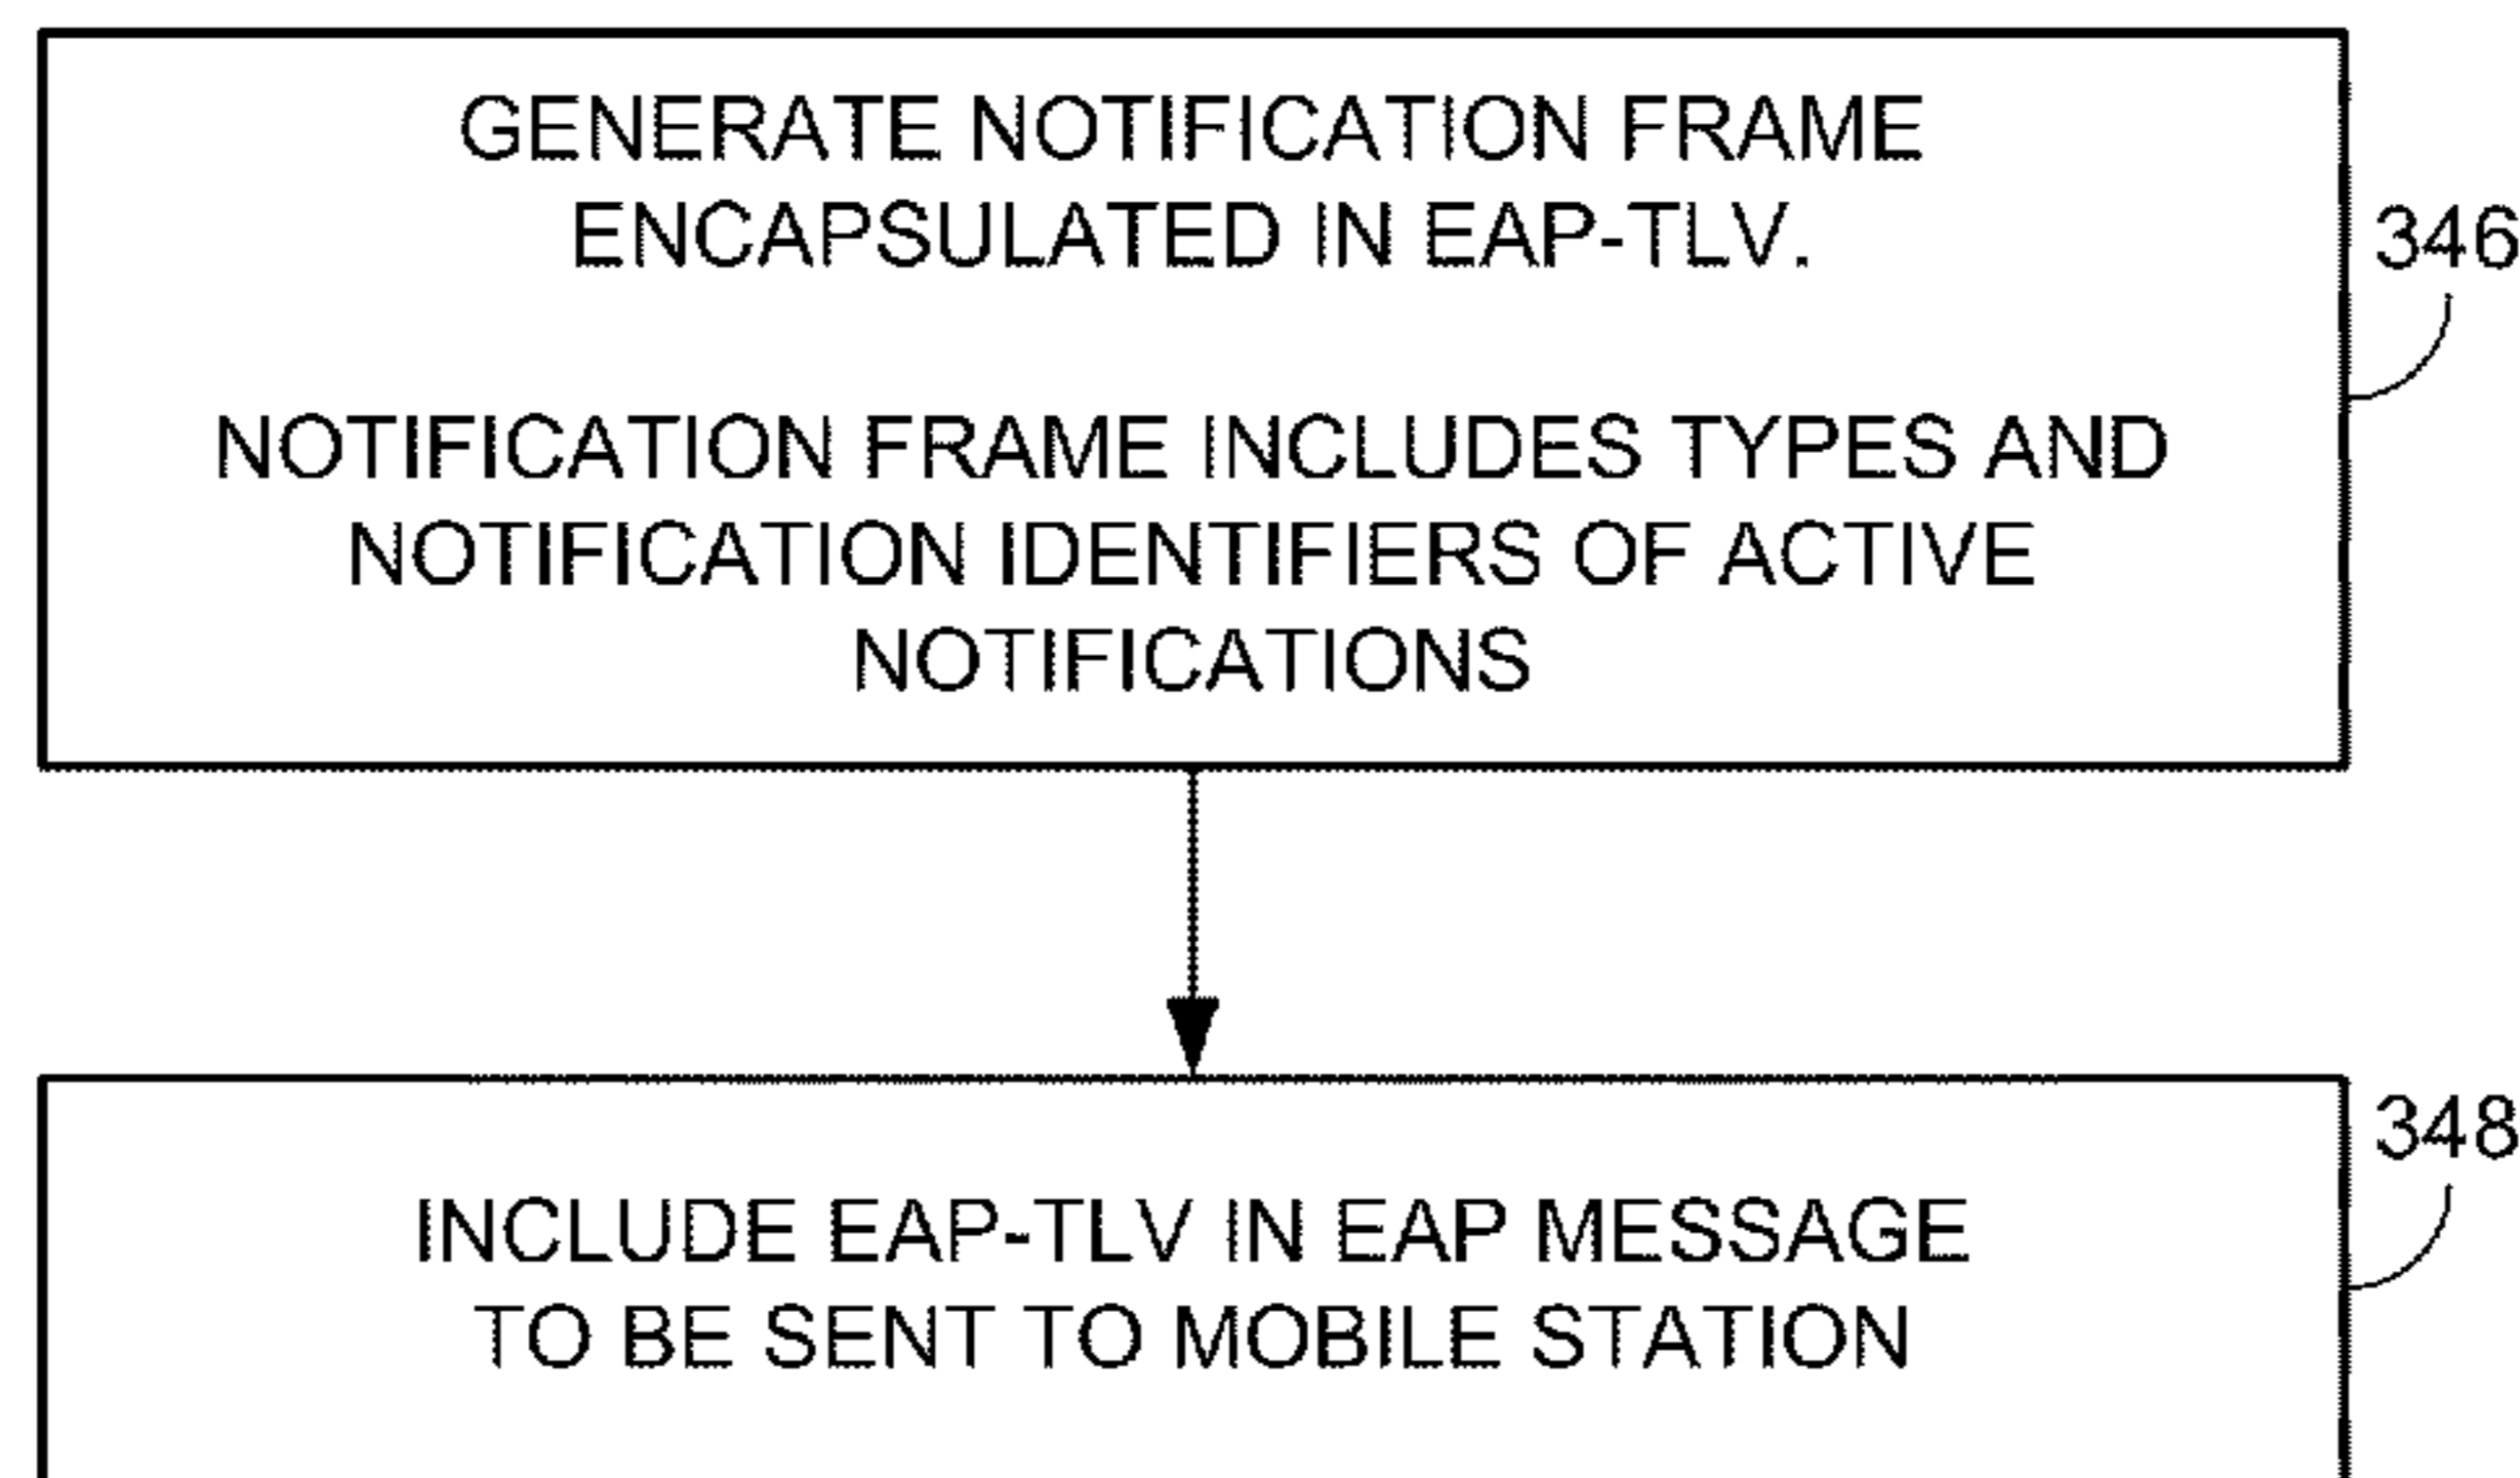 GENERATE NOTIFICATION FRAME
ENCAPSULATED IN EAP-TLV.
346
NOTIFICATION FRAME INCLUDES TYPES AND
NOTIFICATION IDENTIFIERS OF ACTIVE
NOTIFICATIONS
348
INCLUDE EAP-TLV IN EAP MESSAGE
TO BE SENT TO MOBILE STATION